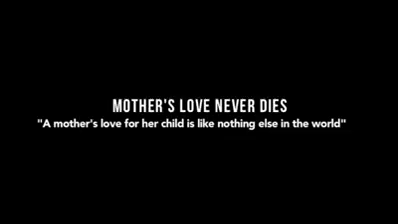 MOTHER'S LOVE NEVER DIES
"A mother's love for her child is like nothing else in the world"